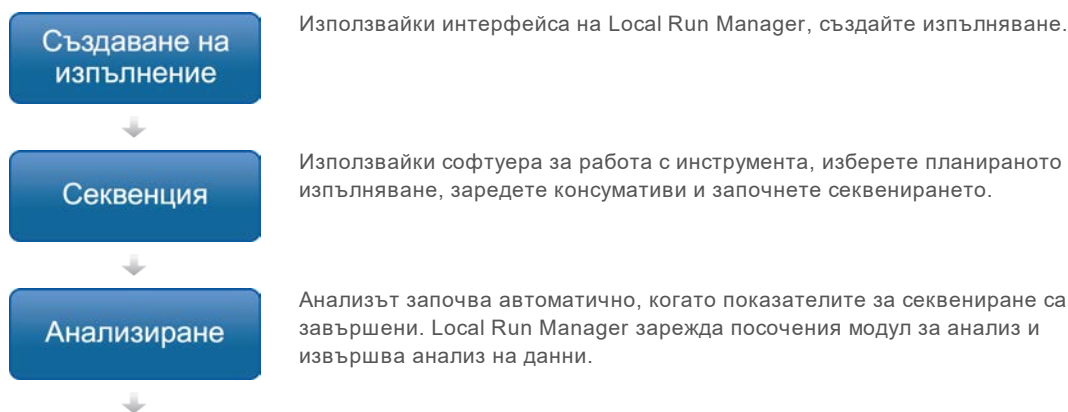 Създаване на
изпълнение
Използвайки интерфейса на Local Run Manager, създайте изпълняване.
Секвенция
Използвайки софтуера за работа с инструмента, изберете планираното
изпълняване, заредете консумативи и започнете секвенирането.
Анализиране
Анализът започва автоматично, когато показателите за секвениране са
завършени. Local Run Manager зарежда посочения модул за анализ и
извършва анализ на данни.